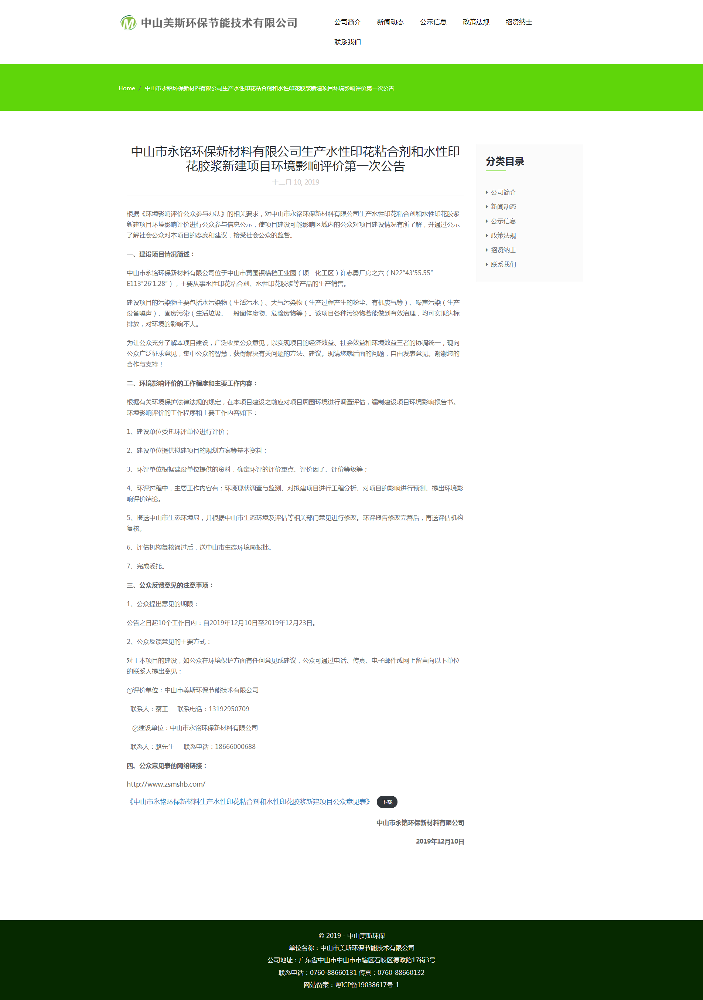 中山美斯环保节能技术有限公司
公司简介 新闻动态 公示信息 政策法规 招贤纳士
联系我们
Home / 中山市永铭环保新材料有限公司生产水性印花粘合剂和水性印花胶浆新建项目环境影响评价第一次公告
中山市永铭环保新材料有限公司生产水性印花粘合剂和水性印
花胶浆新建项目环境影响评价第一次公告
十二月 10, 2019
根据《环境影响评价公众参与办法》的相关要求，对中山市永铭环保新材料有限公司生产水性印花粘合剂和水性印花胶浆
新建项目环境影响评价进行公众参与信息公示，使项目建设可能影响区域内的公众对项目建设情况有所了解，并通过公示
了解社会公众对本项目的态度和建议，接受社会公众的监督。
一、建设项目情况简述：
中山市永铭环保新材料有限公司位于中山市黄圃镇横档工业园（顷二化工区）许志勇厂房之六（N22°43′55.55″
E113°26′1.28″），主要从事水性印花粘合剂、水性印花胶浆等产品的生产销售。
建设项目的污染物主要包括水污染物（生活污水）、大气污染物（生产过程产生的粉尘、有机废气等）、噪声污染（生产
设备噪声）、固废污染（生活垃圾、一般固体废物、危险废物等）。该项目各种污染物若能做到有效治理，均可实现达标
排放，对环境的影响不大。
为让公众充分了解本项目建设，广泛收集公众意见，以实现项目的经济效益、社会效益和环境效益三者的协调统一，现向
公众广泛征求意见，集中公众的智慧，获得解决有关问题的方法、建议。现请您就后面的问题，自由发表意见。谢谢您的
合作与支持！
二、环境影响评价的工作程序和主要工作内容：
根据有关环境保护法律法规的规定，在本项目建设之前应对项目周围环境进行调查评估，编制建设项目环境影响报告书。
环境影响评价的工作程序和主要工作内容如下：
1、建设单位委托环评单位进行评价；
2、建设单位提供拟建项目的规划方案等基本资料；
3、环评单位根据建设单位提供的资料，确定环评的评价重点、评价因子、评价等级等；
4、环评过程中，主要工作内容有：环境现状调查与监测、对拟建项目进行工程分析、对项目的影响进行预测、提出环境影
响评价结论。
5、报送中山市生态环境局，并根据中山市生态环境及评估等相关部门意见进行修改。环评报告修改完善后，再送评估机构
复核。
6、评估机构复核通过后，送中山市生态环境局报批。
7、完成委托。
三、公众反馈意见的注意事项：
1、公众提出意见的期限：
公告之日起10个工作日内：自2019年12月10日至2019年12月23日。
2、公众反馈意见的主要方式：
对于本项目的建设，如公众在环境保护方面有任何意见或建议，公众可通过电话、传真、电子邮件或网上留言向以下单位
的联系人提出意见：
①评价单位：中山市美斯环保节能技术有限公司
联系人：蔡工 联系电话：13192950709
②建设单位：中山市永铭环保新材料有限公司
联系人：骆先生 联系电话：18666000688
四、公众意见表的网络链接：
http://www.zsmshb.com/
《中山市永铭环保新材料生产水性印花粘合剂和水性印花胶浆新建项目公众意见表》 下载
中山市永铭环保新材料有限公司
2019年12月10日
分类目录
公司简介
新闻动态
公示信息
政策法规
招贤纳士
联系我们
© 2019 - 中山美斯环保
单位名称：中山市美斯环保节能技术有限公司
公司地址：广东省中山市中山市市辖区石岐区德政路17街3号
联系电话：0760-88660131 传真：0760-88660132
网站备案：粤ICP备19038617号-1